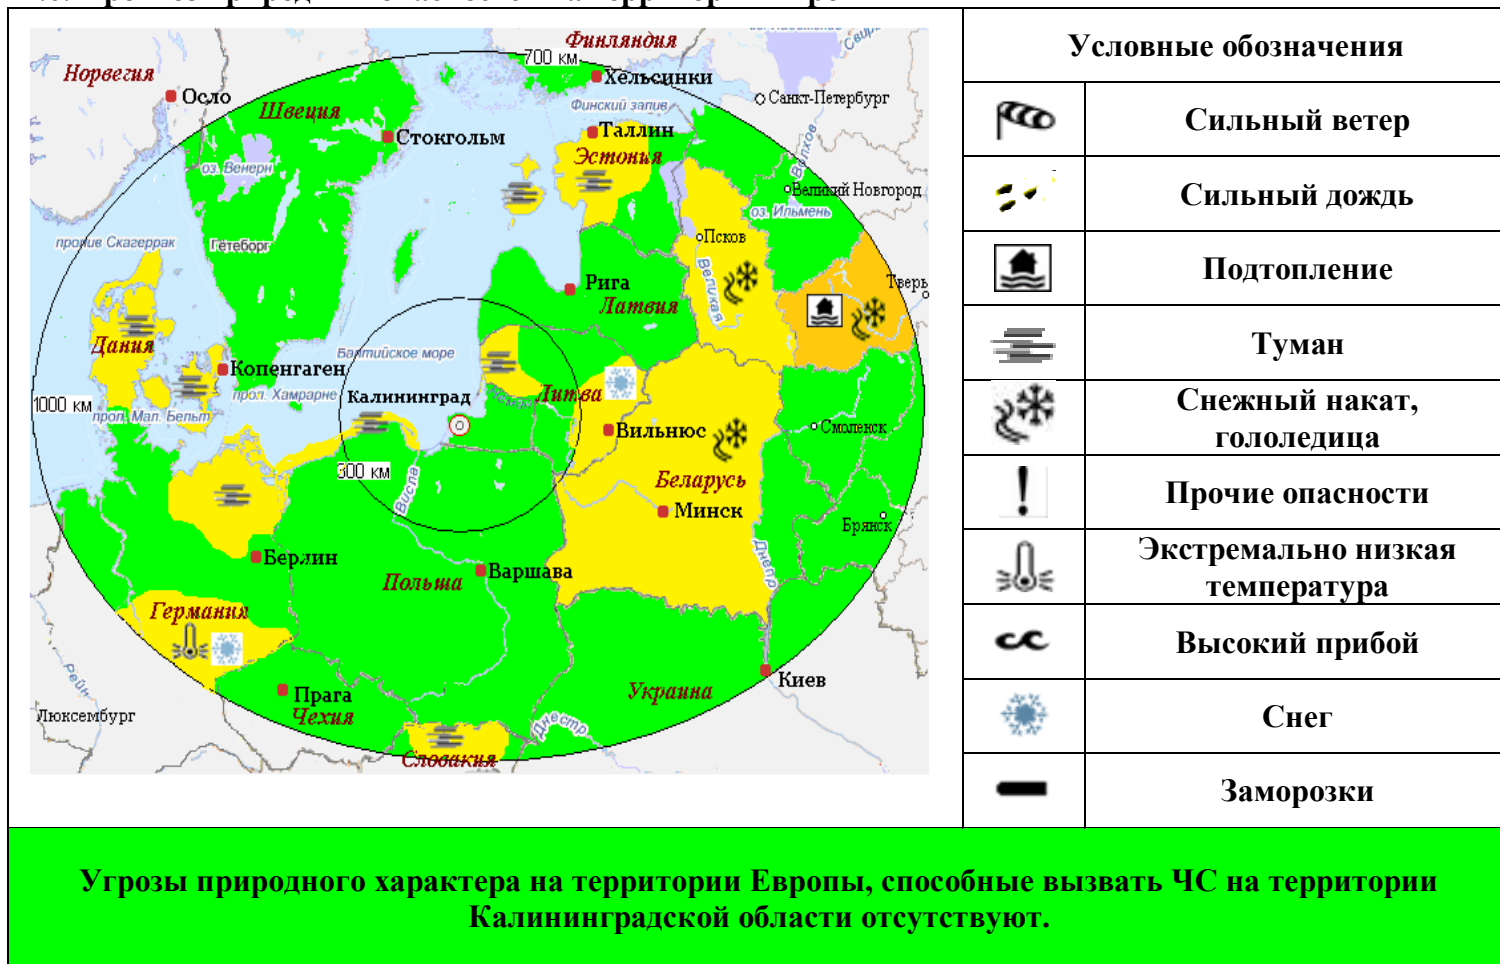 Условные обозначения
Сильный ветер
Сильный дождь
Подтопление
Туман
Снежный накат,
гололедица
Прочие опасности
Экстремально низкая
температура
Высокий прибой
Снег
Заморозки
Финляндия
700 км
Хельсинки
Норвегия
Осло
Швеция
Финский запив
Санкт-Петербург
Свирь
Стокгольм
Таллин
Эстония
Волхов
оз. Венерн
Великий Новгород
оз. Ильмень
пролив Скагеррак
Гётеборг
Псков
Великая
Рига
Латвия
Тверь
Дания
Балтийское море
Копенгаген
прол. Хамрарне
Калининград
Литва
1000 км
прол. Мал. Бельт
Вильнюс
Смоленск
300 км
Висла
Беларусь
Минск
Брянск
Берлин
Польша
Варшава
Днепр
Германия
Рейн
Прага
Чехия
Украина
Киев
Люксембург
Днестр
Словакия
Угрозы природного характера на территории Европы, способные вызвать ЧС на территории
Калининградской области отсутствуют.